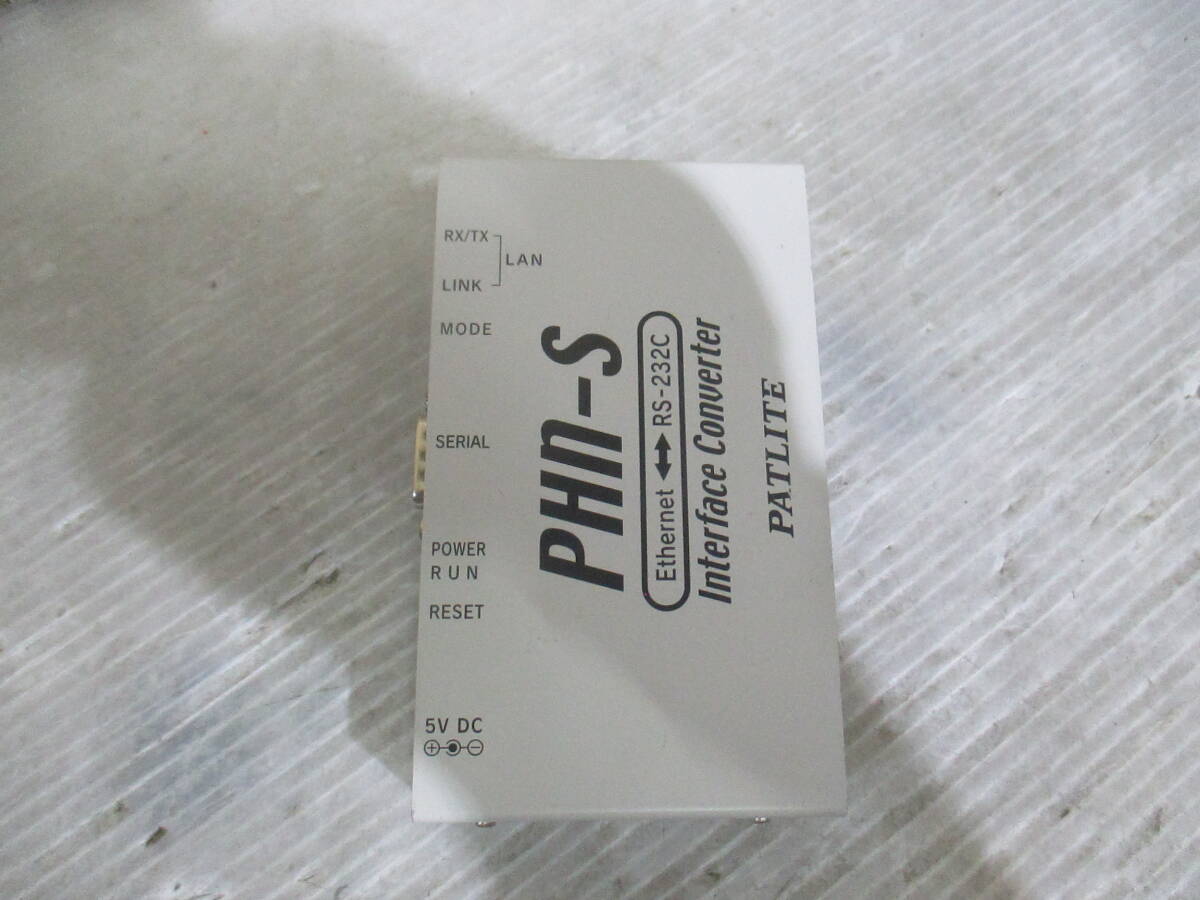 RX/TX
LAN
LINK
MODE
SERIAL
POWER
RUN
RESET
5V DC
PHN-S
Ethernet ↔ RS-232C
Interface Converter
PATLITE